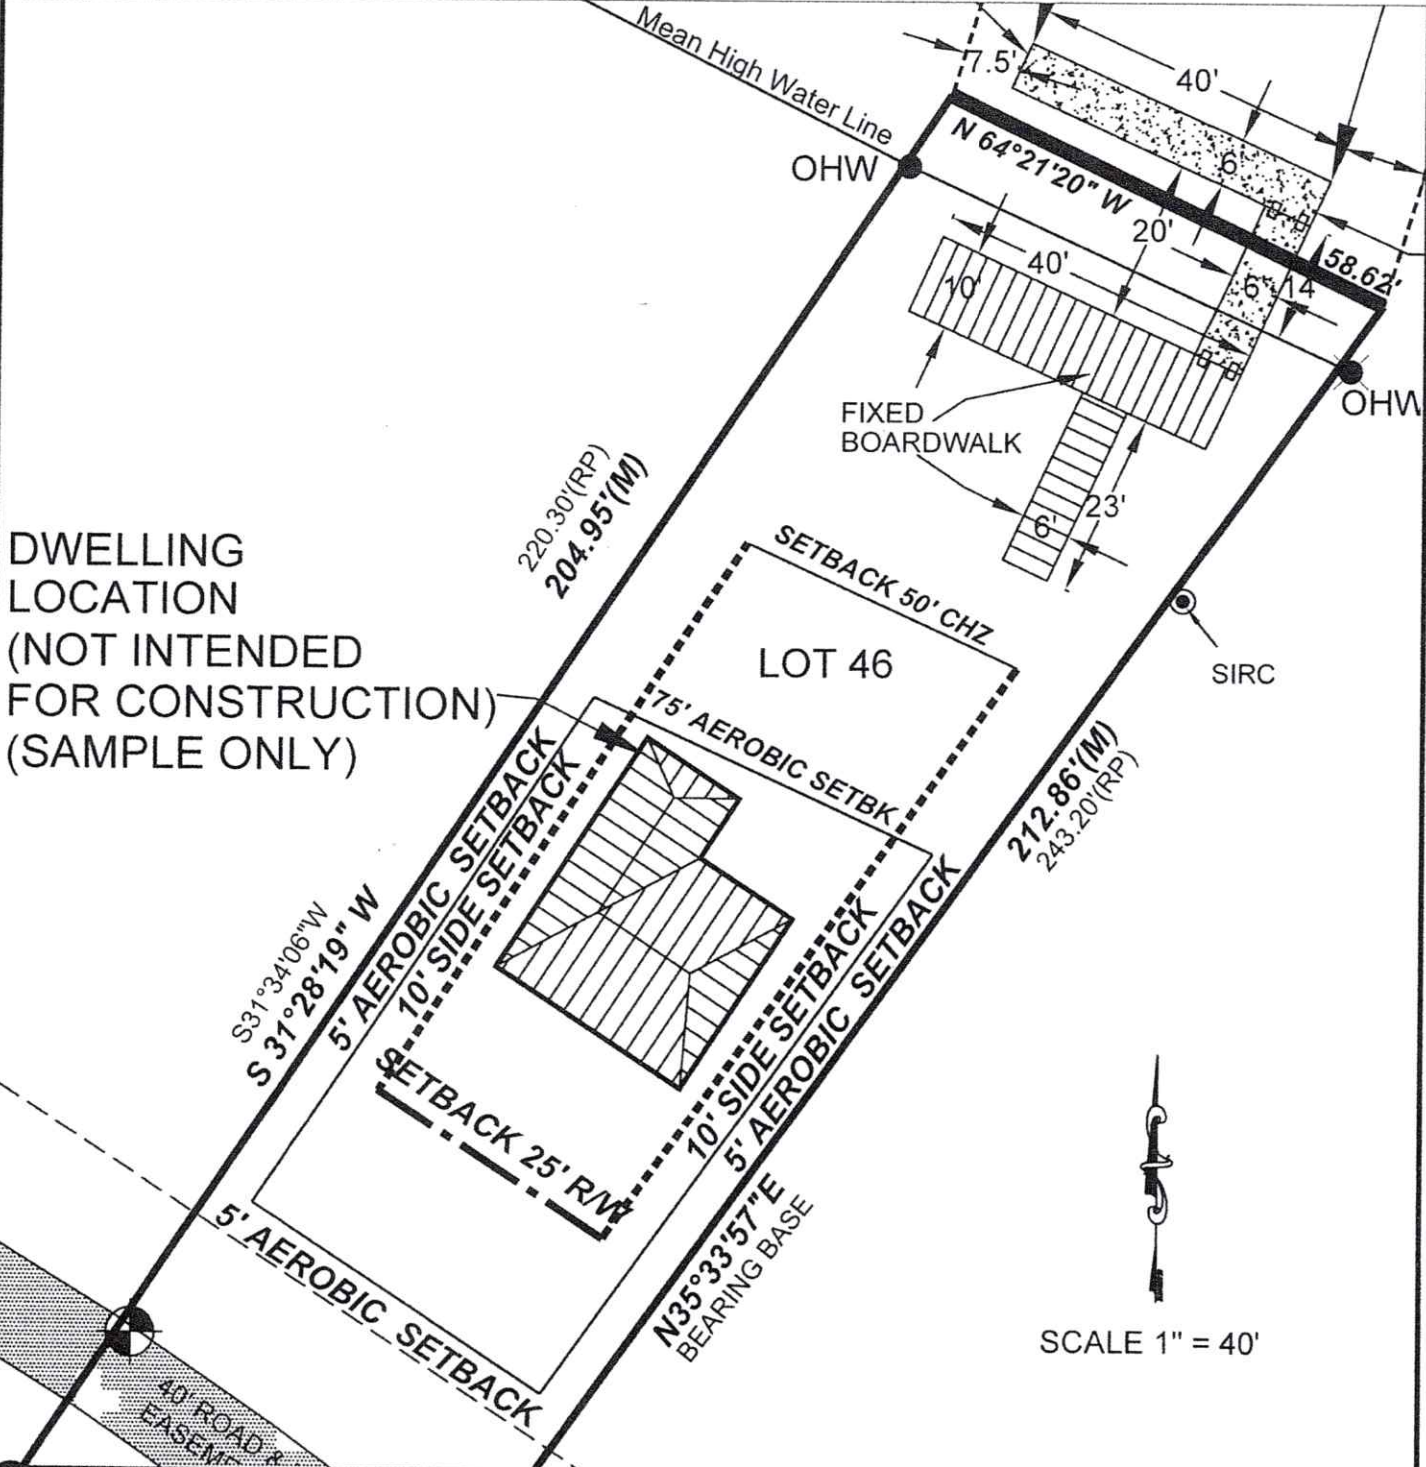 Mean High Water Line
7.5'
40'
OHW
N 64°21'20" W
6'
20'
40'
10'
6'
14
58.62'
OHW
FIXED
BOARDWALK
23'
6'
220.30'(RP)
204.95'(M)
SETBACK 50' CHZ
LOT 46
SIRC
DWELLING
LOCATION
(NOT INTENDED
FOR CONSTRUCTION)
(SAMPLE ONLY)
75' AEROBIC SETBK
212.86'(M)
243.20'(RP)
5' AEROBIC SETBACK
10' SIDE SETBACK
S31°34'06"W
S 31°28'19" W
10' SIDE SETBACK
5' AEROBIC SETBACK
SETBACK 25' R/W
5' AEROBIC SETBACK
N35°33'57"E
BEARING BASE
SCALE 1" = 40'
40' ROAD &